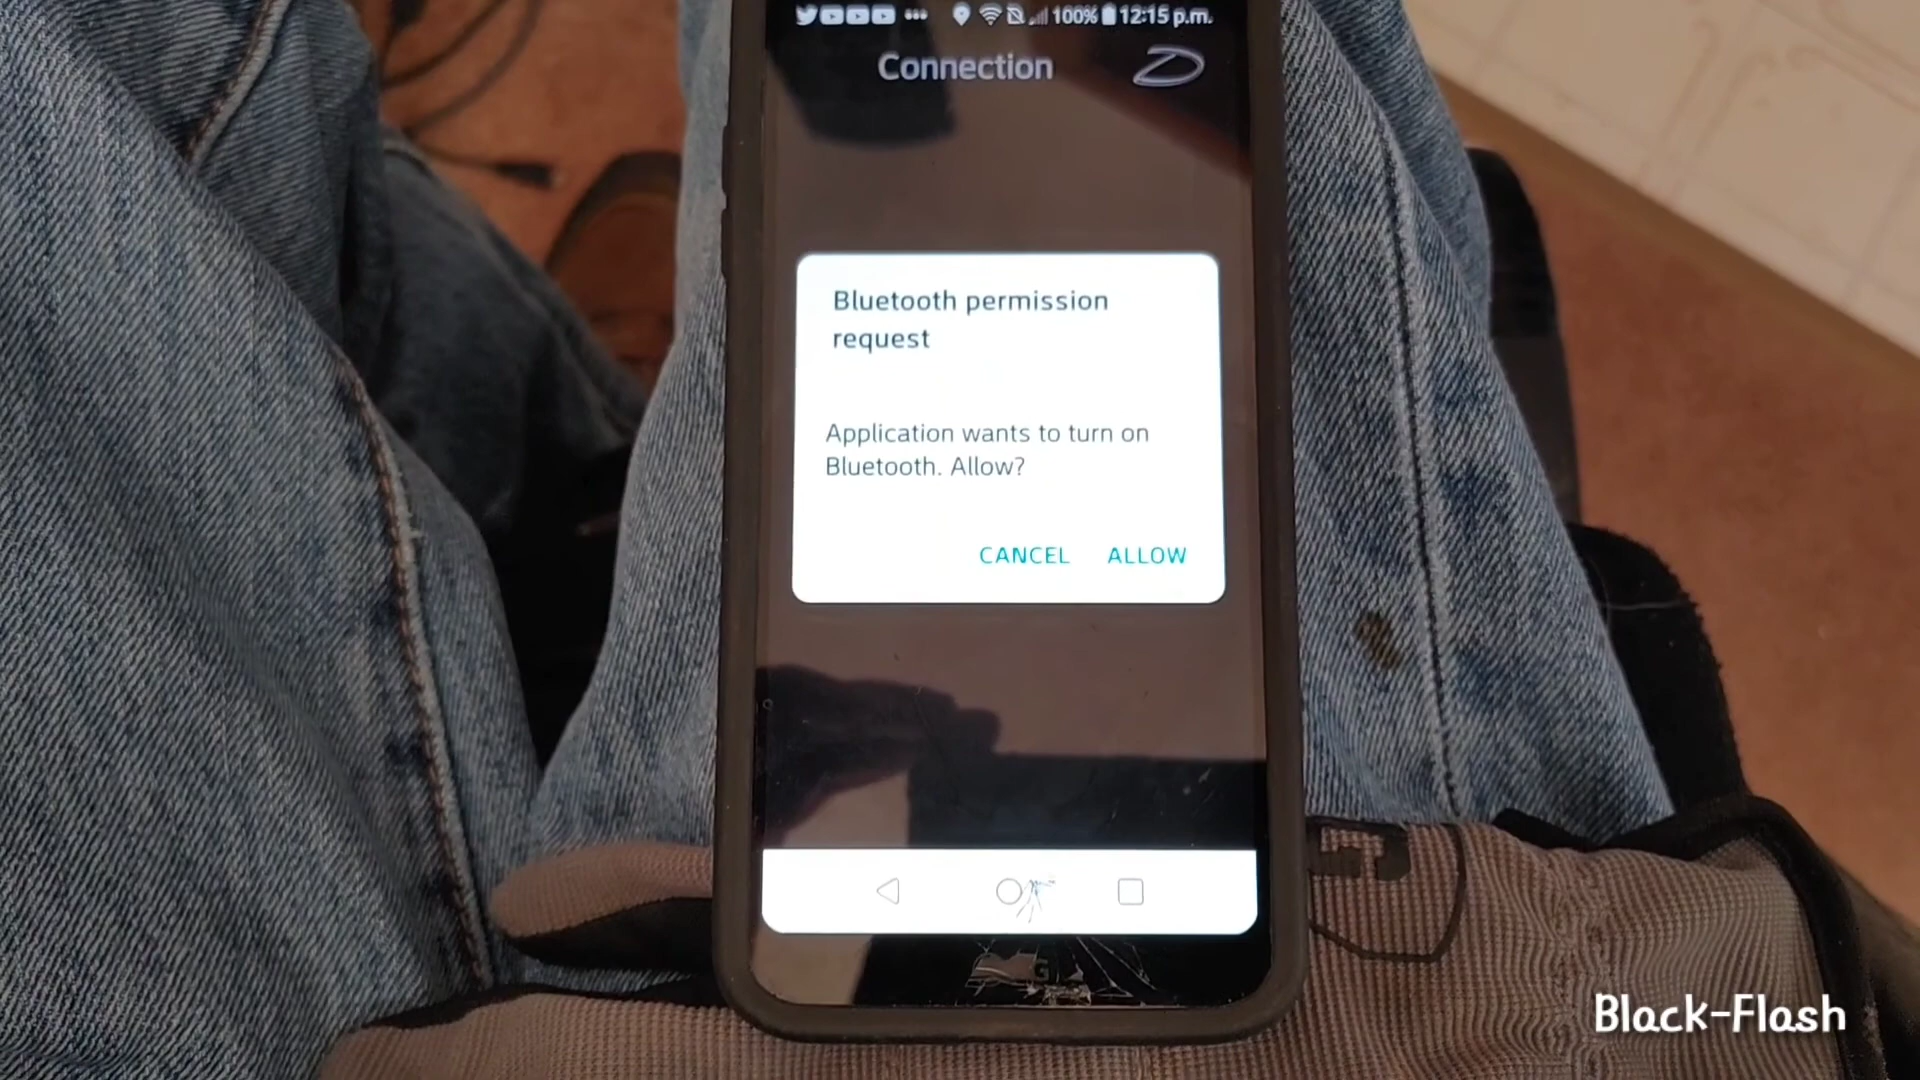 100% 12:15 p.m.
Connection
Bluetooth permission
request
Application wants to turn on
Bluetooth. Allow?
CANCEL ALLOW
G
Black-Flash